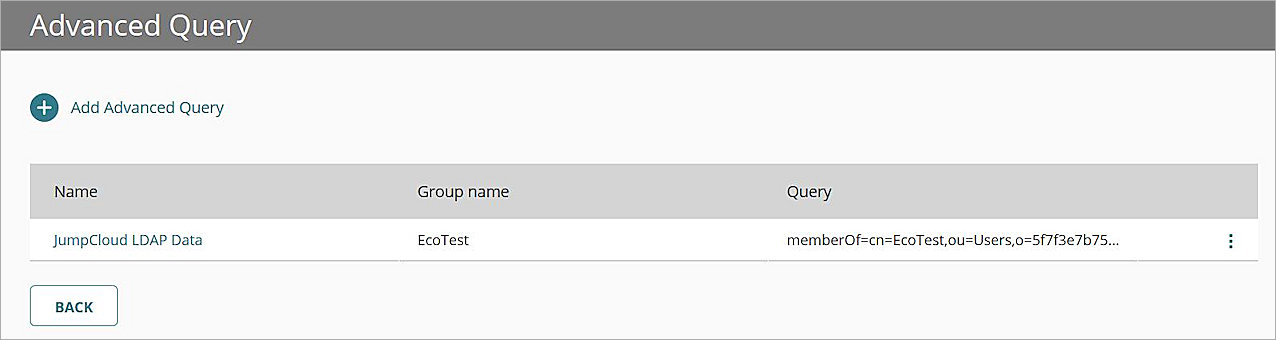 Advanced Query
Add Advanced Query
Name Group name Query
JumpCloud LDAP Data EcoTest memberOf=cn=EcoTest,ou=Users,o=5f7f3e7b75...
BACK